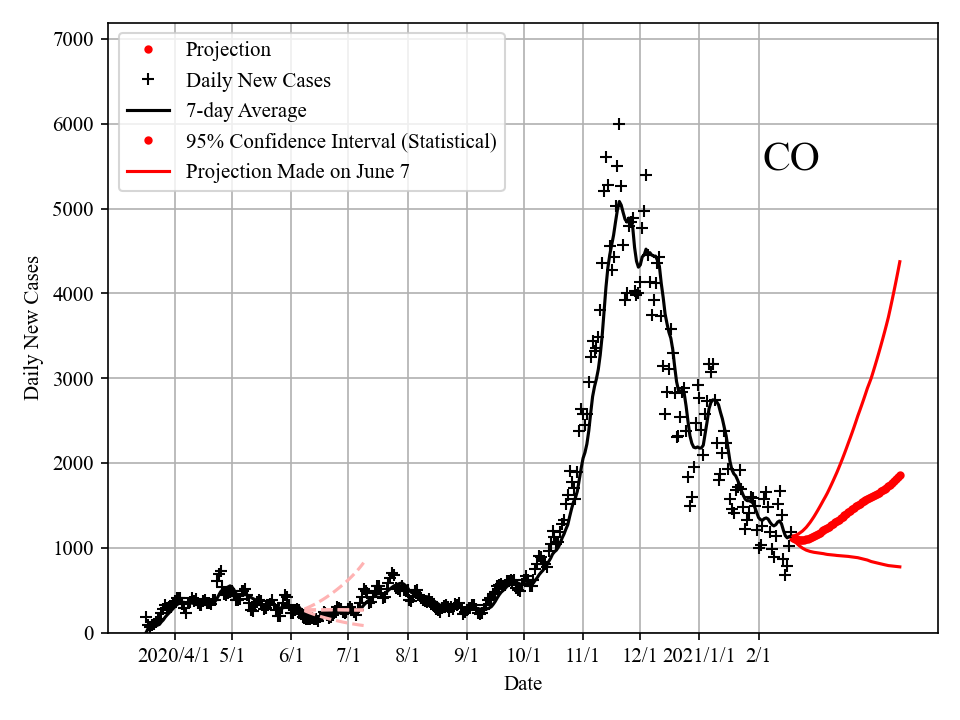 7000
6000
5000
4000
3000
2000
1000
0
Daily New Cases
Projection
Daily New Cases
7-day Average
95% Confidence Interval (Statistical)
Projection Made on June 7
CO
2020/4/1 5/1 6/1 7/1 8/1 9/1 10/1 11/1 12/1 2021/1/1 2/1
Date